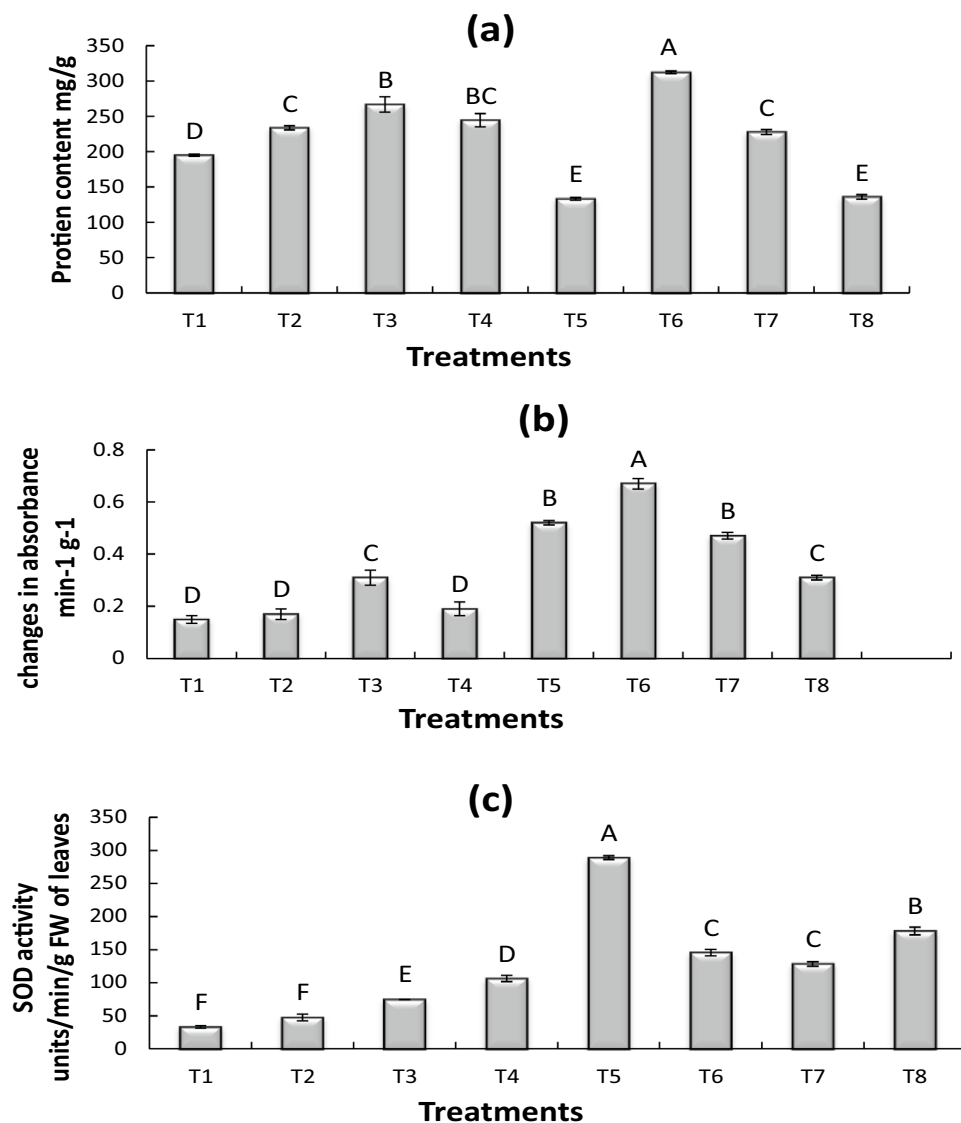 (a)
Protien content mg/g
350
300
250
200
150
100
50
0
D
C
B
BC
E
A
C
E
T1 T2 T3 T4 T5 T6 T7 T8
Treatments
(b)
changes in absorbance
min-1 g-1
0.8
0.6
0.4
0.2
0
D
D
C
D
B
A
B
C
T1 T2 T3 T4 T5 T6 T7 T8
Treatments
(c)
SOD activity
units/min/g FW of leaves
350
300
250
200
150
100
50
0
F
F
E
D
A
C
C
B
T1 T2 T3 T4 T5 T6 T7 T8
Treatments